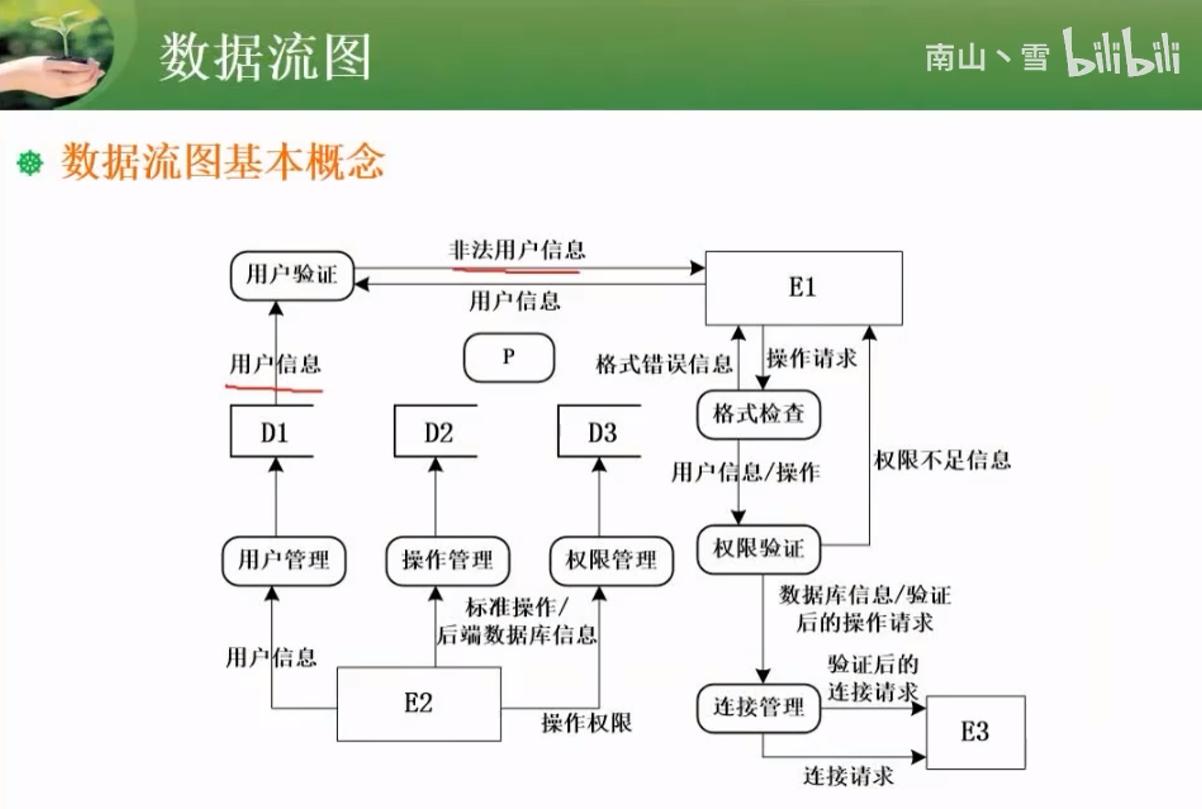 数据流图
南山丶雪 bilibili
数据流图基本概念
非法用户信息
用户验证
E1
用户信息
P
用户信息
格式错误信息
操作请求
格式检查
D1
D2
D3
权限不足信息
用户信息/操作
用户管理
操作管理
权限管理
权限验证
标准操作/
后端数据库信息
数据库信息/验证
后的操作请求
用户信息
验证后的
连接请求
E2
连接管理
操作权限
E3
连接请求